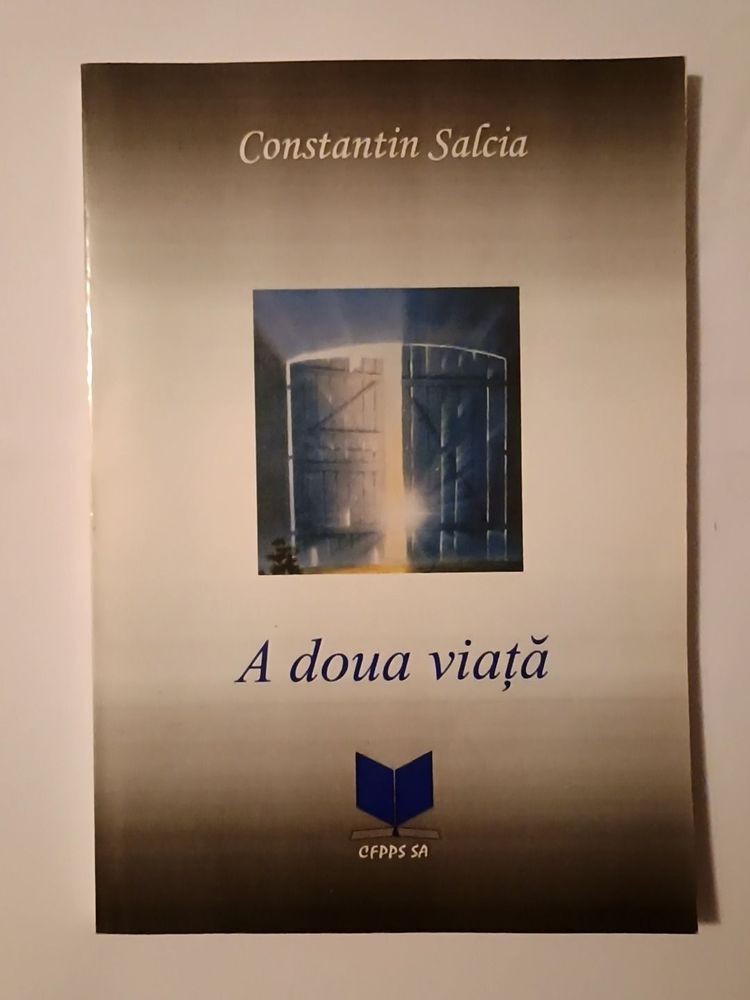 Constantin Salcia
A doua viață
CFPPS SA